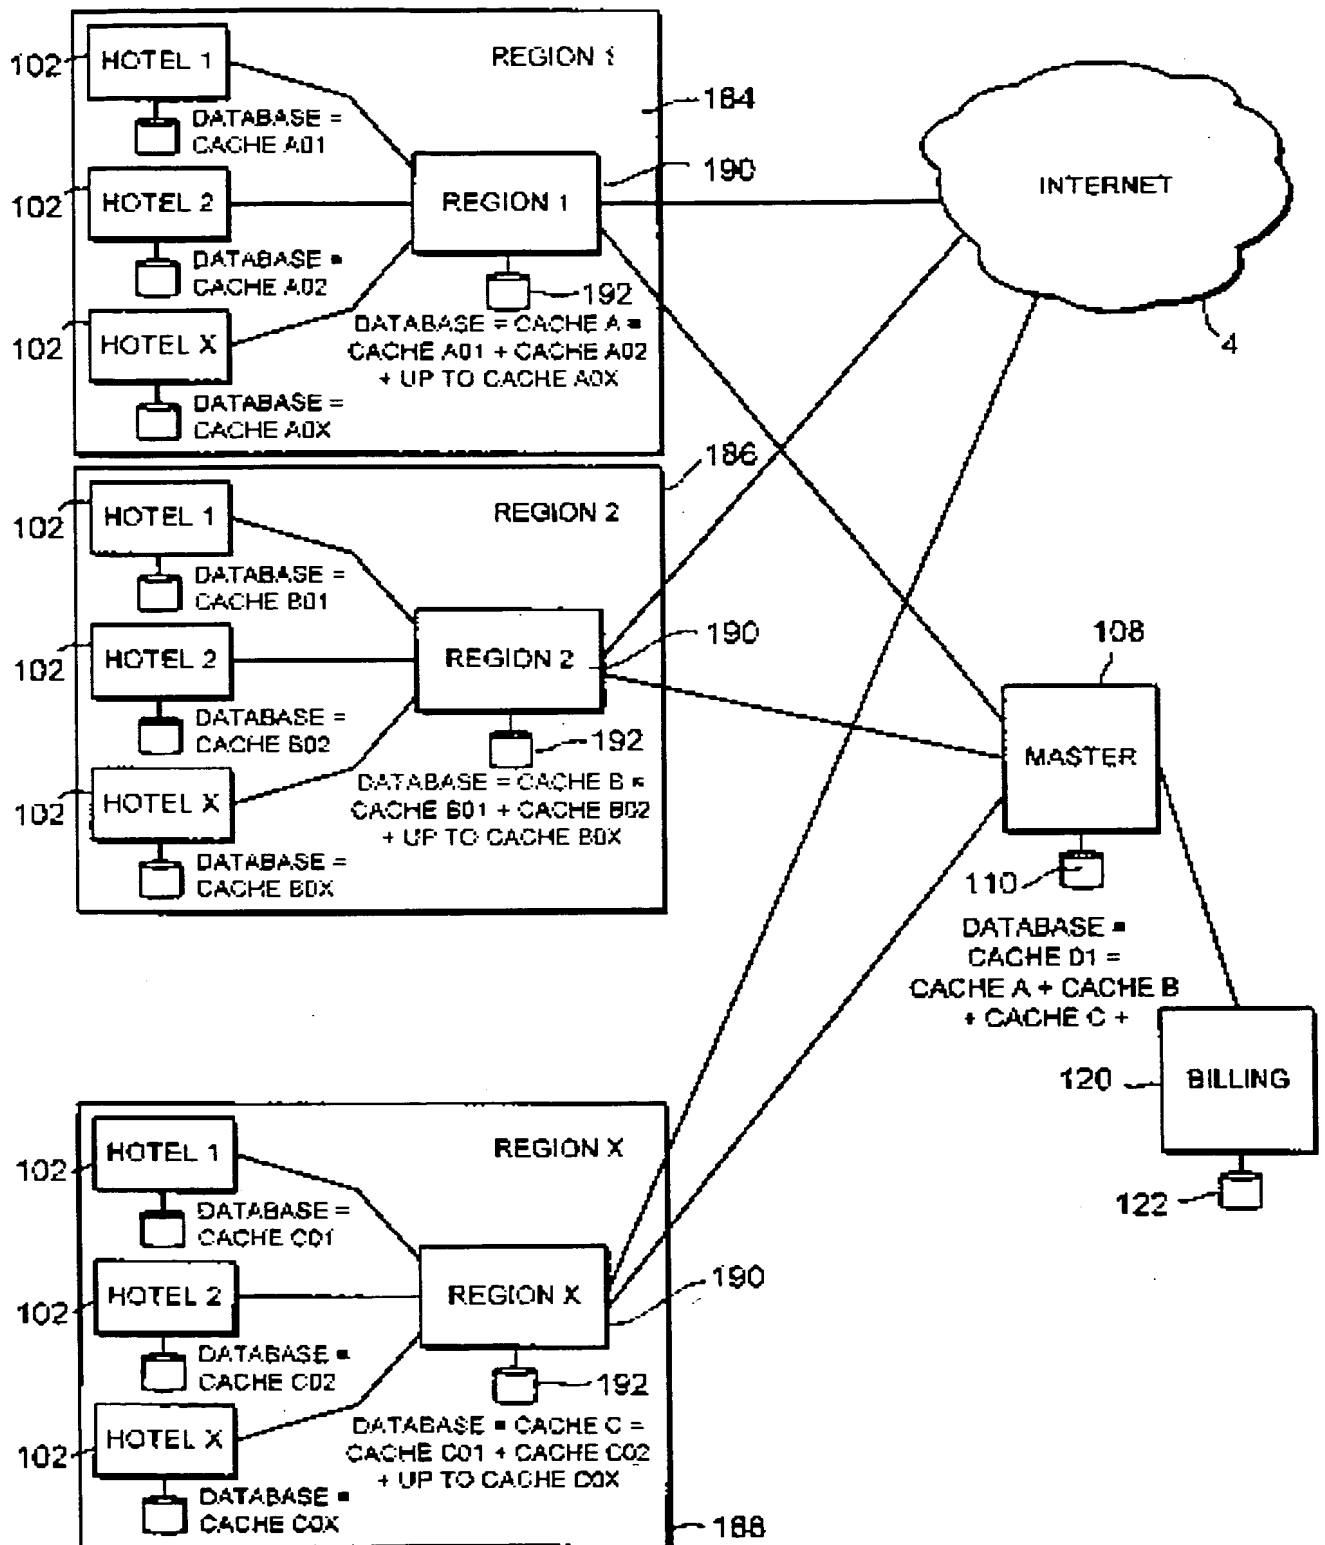 102
HOTEL 1
REGION 1
DATABASE =
CACHE A01
184
102
HOTEL 2
REGION 1
190
INTERNET
DATABASE =
CACHE A02
192
102
HOTEL X
DATABASE = CACHE A =
CACHE A01 + CACHE A02
+ UP TO CACHE A0X
4
DATABASE =
CACHE A0X
186
102
HOTEL 1
REGION 2
DATABASE =
CACHE B01
102
HOTEL 2
REGION 2
190
108
DATABASE =
CACHE B02
192
MASTER
102
HOTEL X
DATABASE = CACHE B =
CACHE B01 + CACHE B02
+ UP TO CACHE B0X
DATABASE =
CACHE B0X
110
DATABASE =
CACHE D1 =
CACHE A + CACHE B
+ CACHE C +
120
BILLING
122
102
HOTEL 1
REGION X
DATABASE =
CACHE C01
102
HOTEL 2
REGION X
190
DATABASE =
CACHE C02
192
102
HOTEL X
DATABASE = CACHE C =
CACHE C01 + CACHE C02
+ UP TO CACHE C0X
DATABASE =
CACHE C0X
188